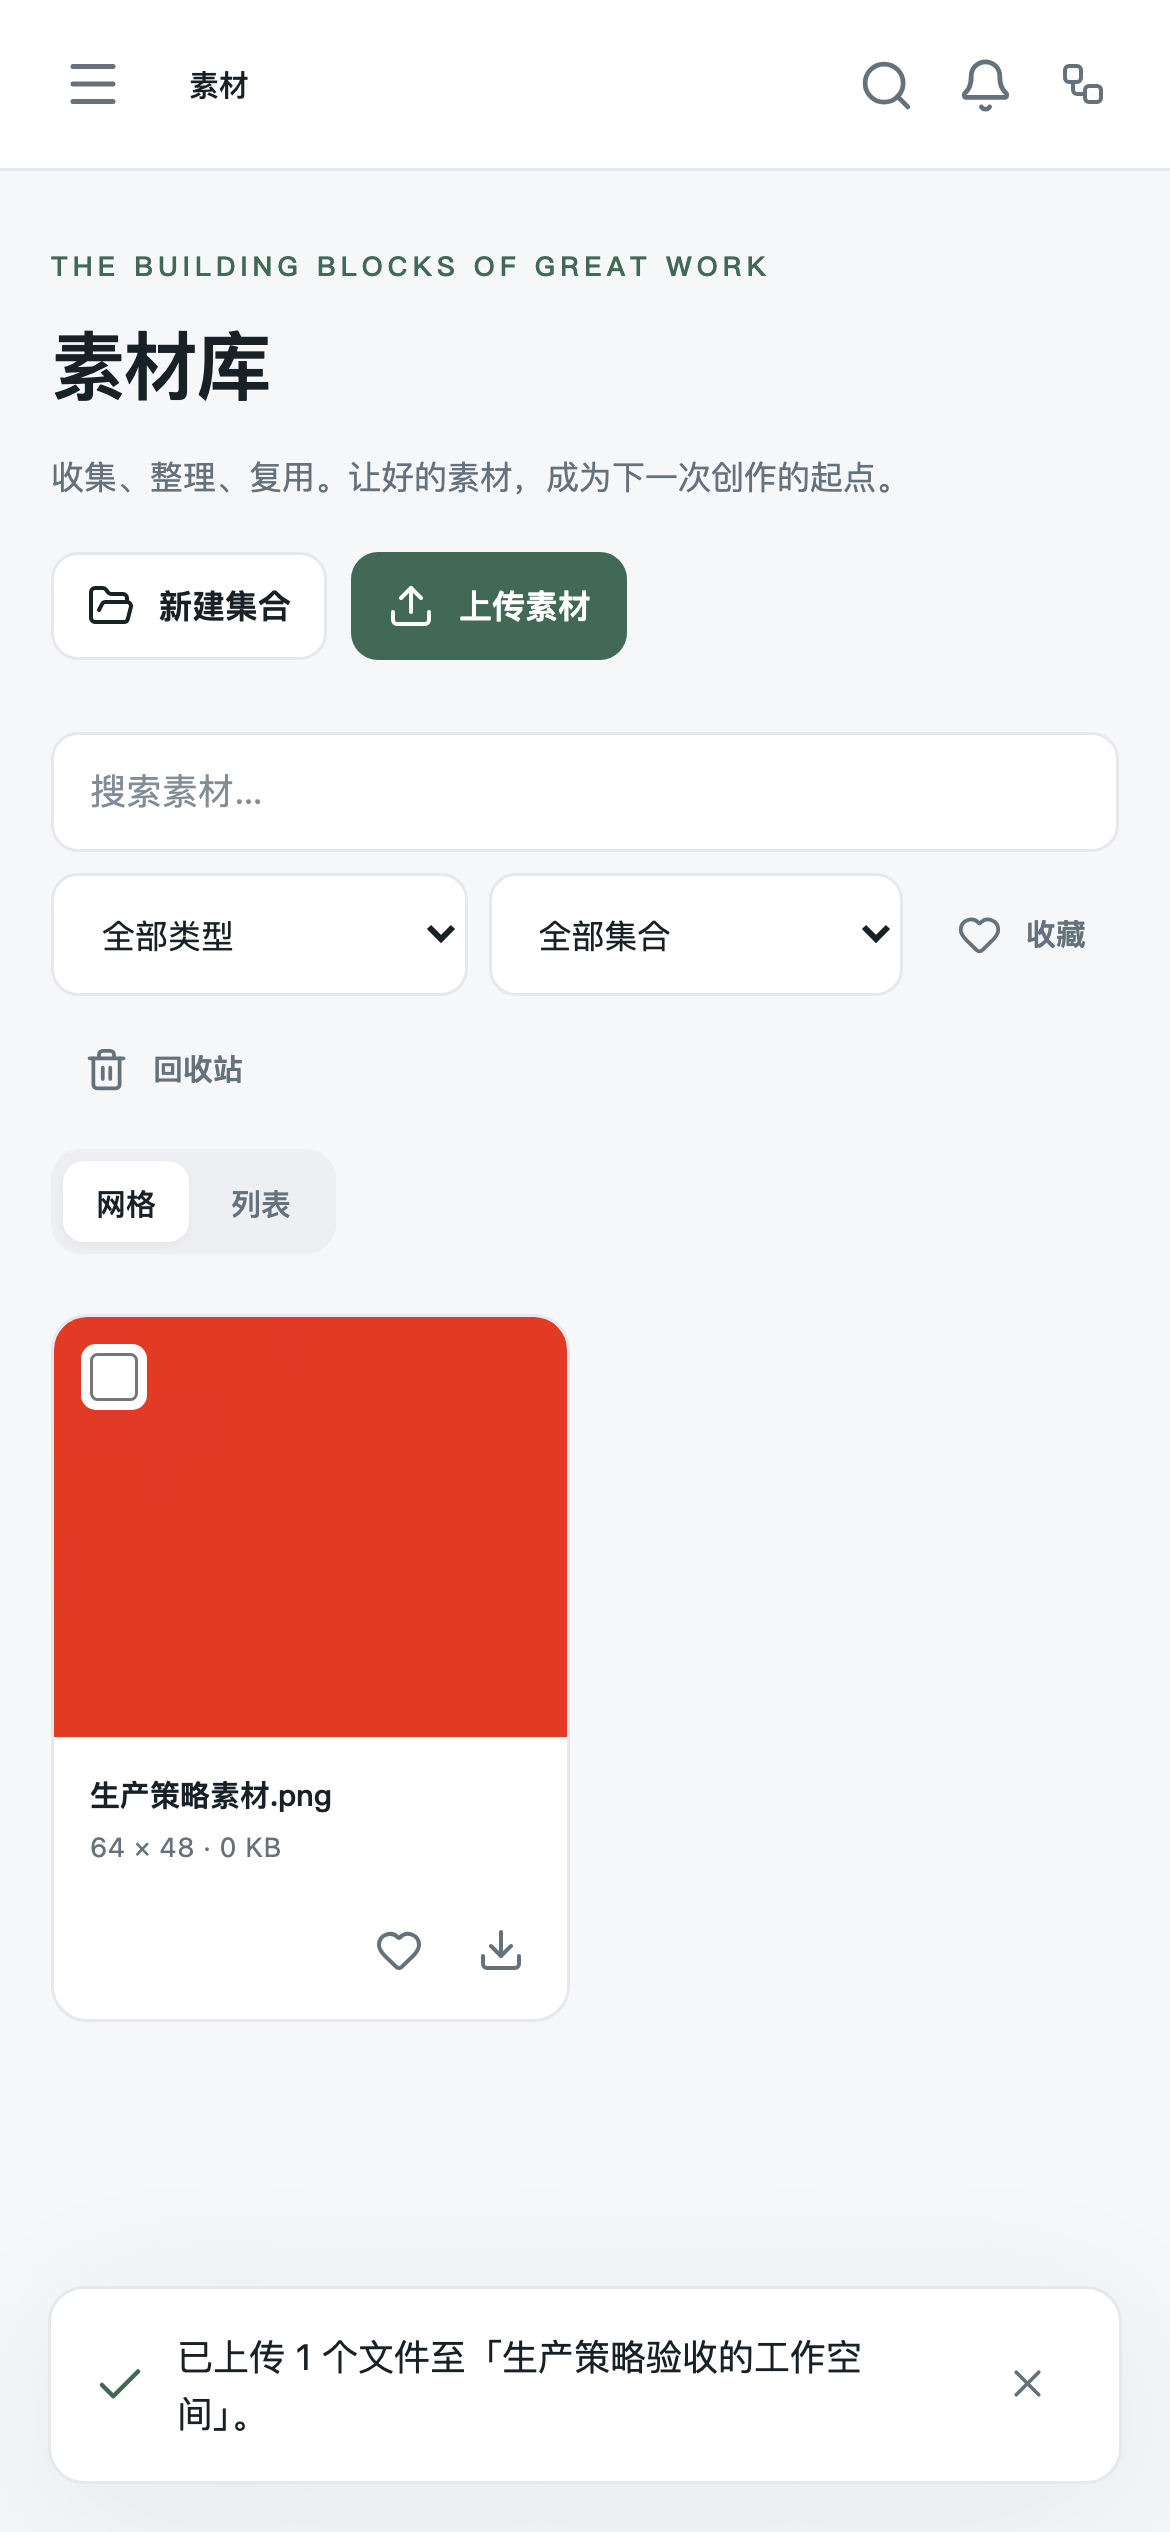 素材
THE BUILDING BLOCKS OF GREAT WORK
素材库
收集、整理、复用。让好的素材，成为下一次创作的起点。
新建集合
上传素材
搜索素材...
全部类型
全部集合
收藏
回收站
网格
列表
生产策略素材.png
64 × 48 · 0 KB
已上传 1 个文件至「生产策略验收的工作空
间」。